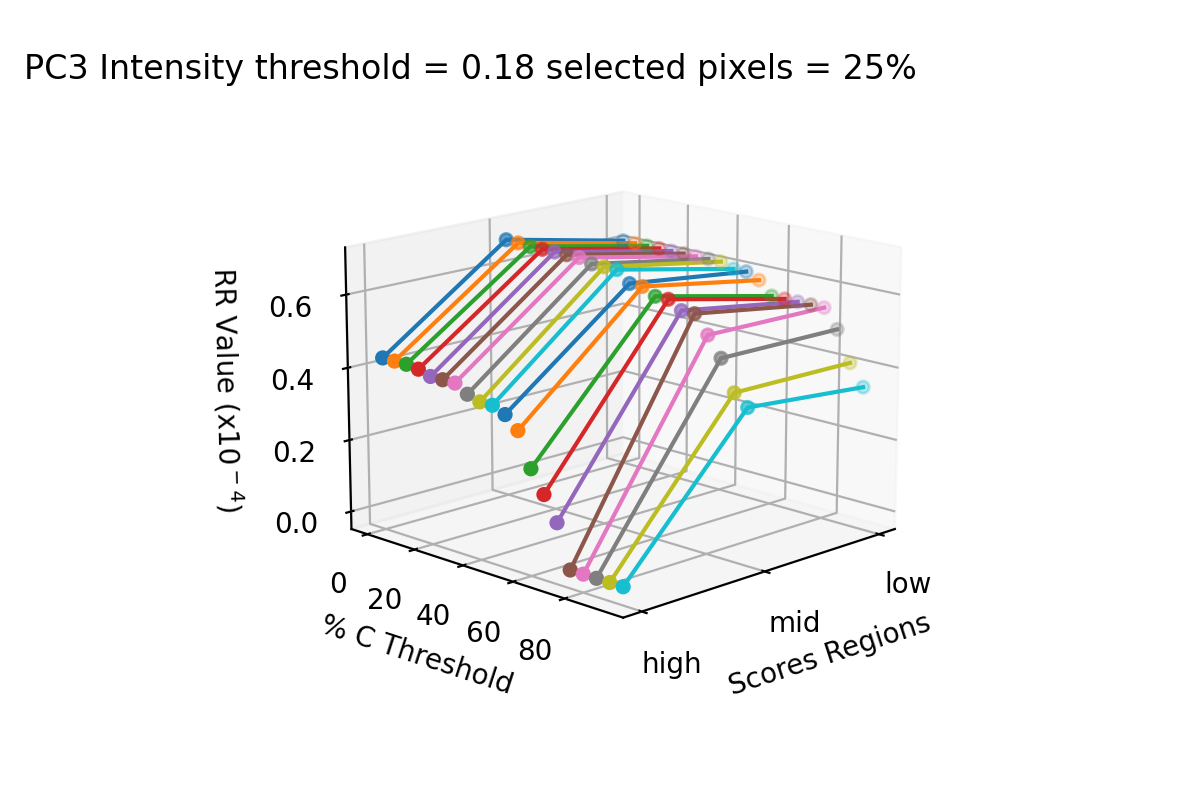 PC3 Intensity threshold = 0.18 selected pixels = 25%
RR Value (x10⁻⁴)
0.6
0.4
0.2
0.0
0
20
40
60
80
% C Threshold
high
mid
low
Scores Regions